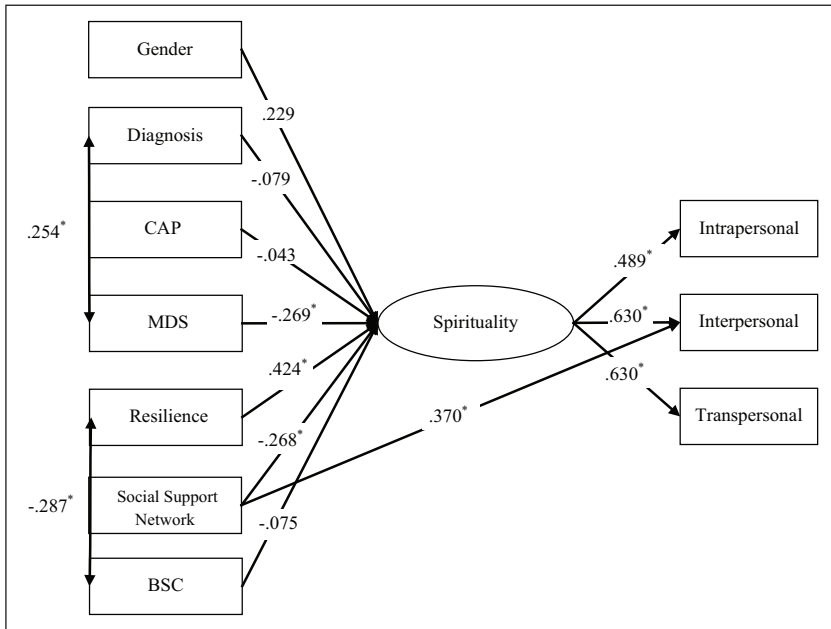 Gender
.229
Diagnosis
-.079
.254*
CAP
-.043
Intrapersonal
.489*
MDS
-.269*
Spirituality
.630*
Interpersonal
.630*
Resilience
.424*
.370*
Transpersonal
-.268*
-.287*
Social Support
Network
-.075
BSC